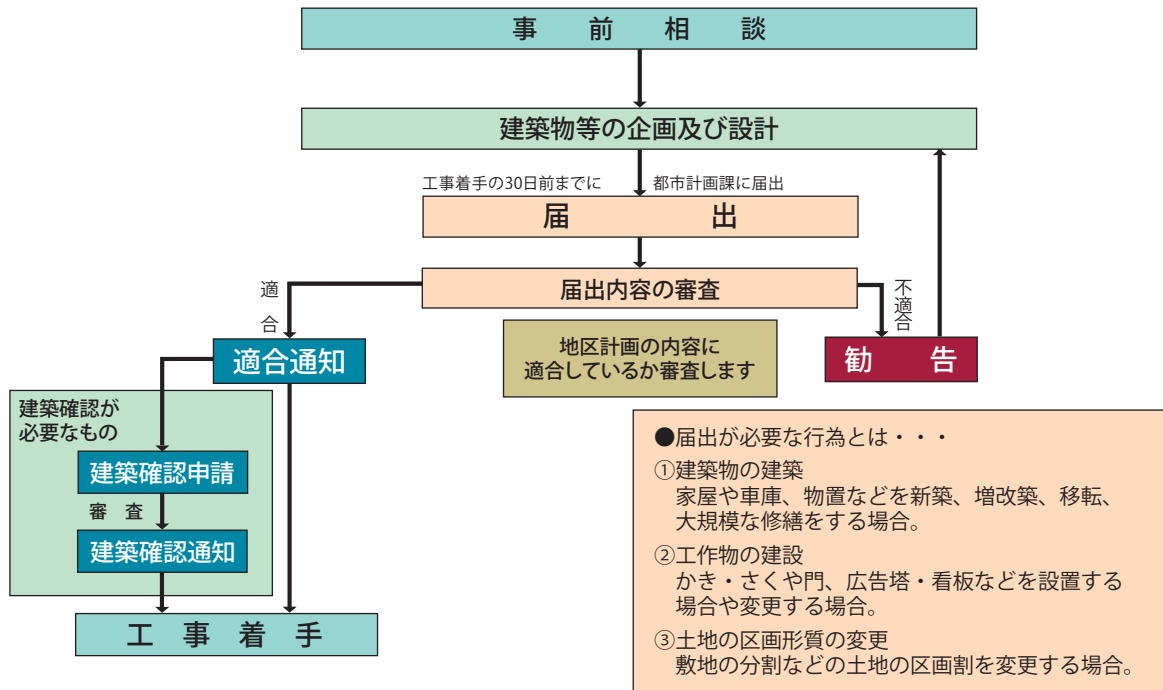 事前相談
建築物等の企画及び設計
工事着手の30日前までに 都市計画課に届出
届出
届出内容の審査
適合
不適合
適合通知
地区計画の内容に
適合しているか審査します
勧告
建築確認が
必要なもの
建築確認申請
審査
建築確認通知
工事着手
●届出が必要な行為とは・・・
①建築物の建築
家屋や車庫、物置などを新築、増改築、移転、
大規模な修繕をする場合。
②工作物の建設
かき・さくや門、広告塔・看板などを設置する
場合や変更する場合。
③土地の区画形質の変更
敷地の分割などの土地の区画割を変更する場合。